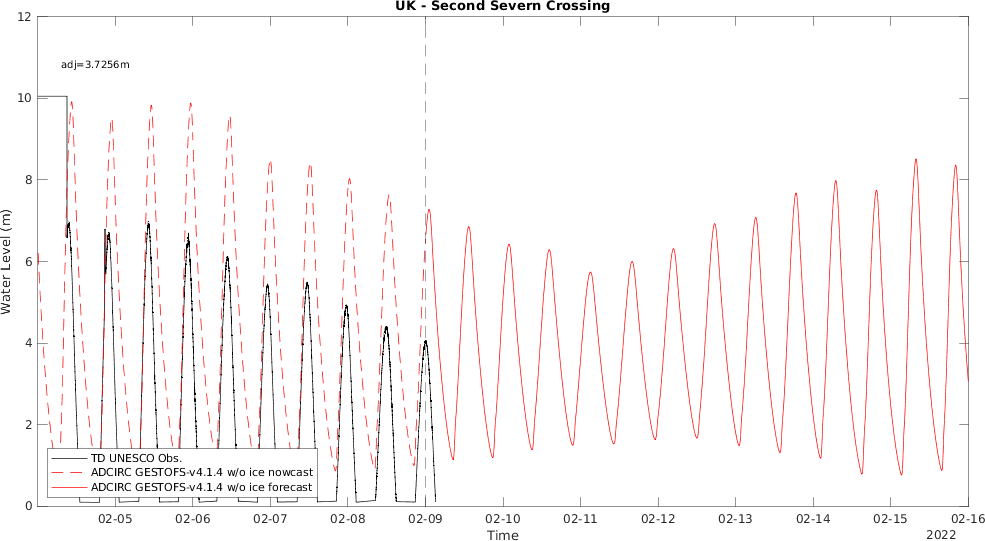 UK - Second Severn Crossing
12
adj=3.7256m
10
8
6
4
2
0
Water Level (m)
TD UNESCO Obs.
ADCIRC GESTOFS-v4.1.4 w/o ice nowcast
ADCIRC GESTOFS-v4.1.4 w/o ice forecast
02-05 02-06 02-07 02-08 02-09 02-10 02-11 02-12 02-13 02-14 02-15 02-16
Time
2022